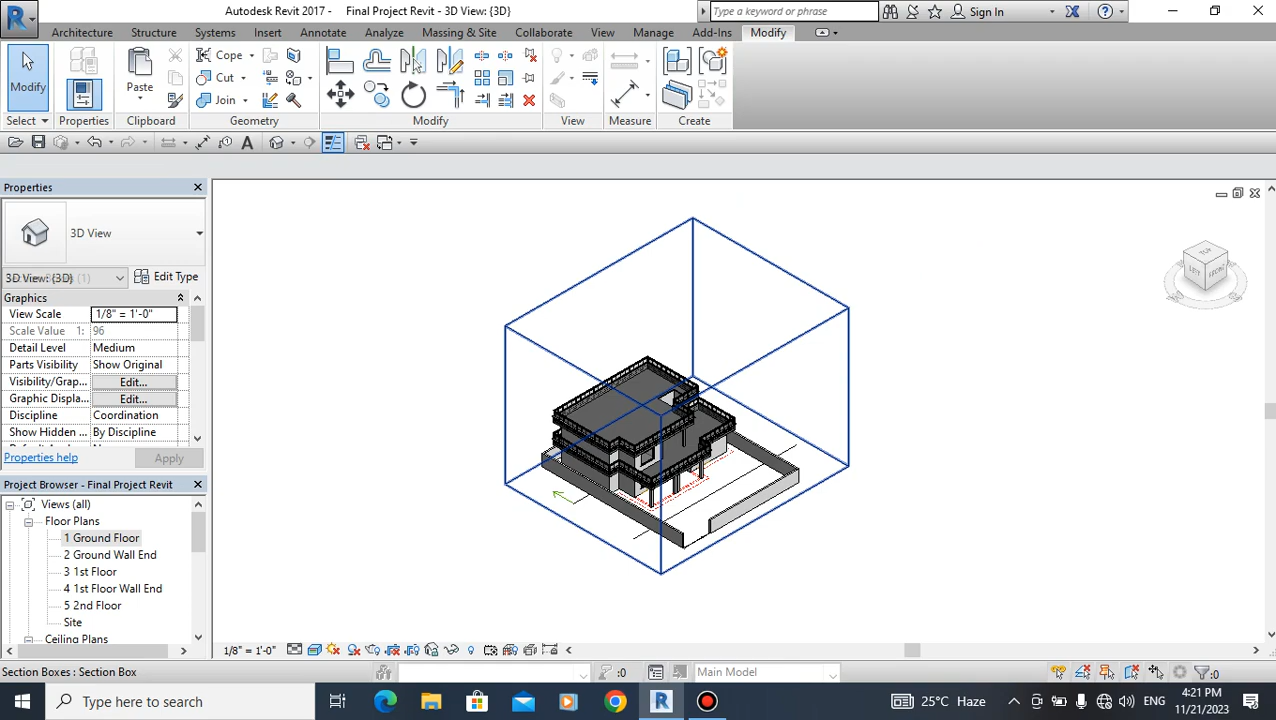 Autodesk Revit 2017 - Final Project Revit - 3D View: {3D}
Type a keyword or phrase
Sign In
Architecture Structure Systems Insert Annotate Analyze Massing & Site Collaborate View Manage Add-Ins Modify
Modify
Paste
Cope
Cut
Join
Select Properties Clipboard Geometry Modify View Measure Create
Properties
3D View
3D View: {3D}
Edit Type
Graphics
View Scale 1/8" = 1'-0"
Scale Value 1: 96
Detail Level Medium
Parts Visibility Show Original
Visibility/Grap... Edit...
Graphic Displa... Edit...
Discipline Coordination
Show Hidden ... By Discipline
Properties help Apply
Project Browser - Final Project Revit
Views (all)
Floor Plans
1 Ground Floor
2 Ground Wall End
3 1st Floor
4 1st Floor Wall End
5 2nd Floor
Site
Ceiling Plans
TOP
LEFT
FRONT
1/8" = 1'-0"
Section Boxes : Section Box
:0
Main Model
:0
Type here to search
25°C Haze
ENG
4:21 PM
11/21/2023